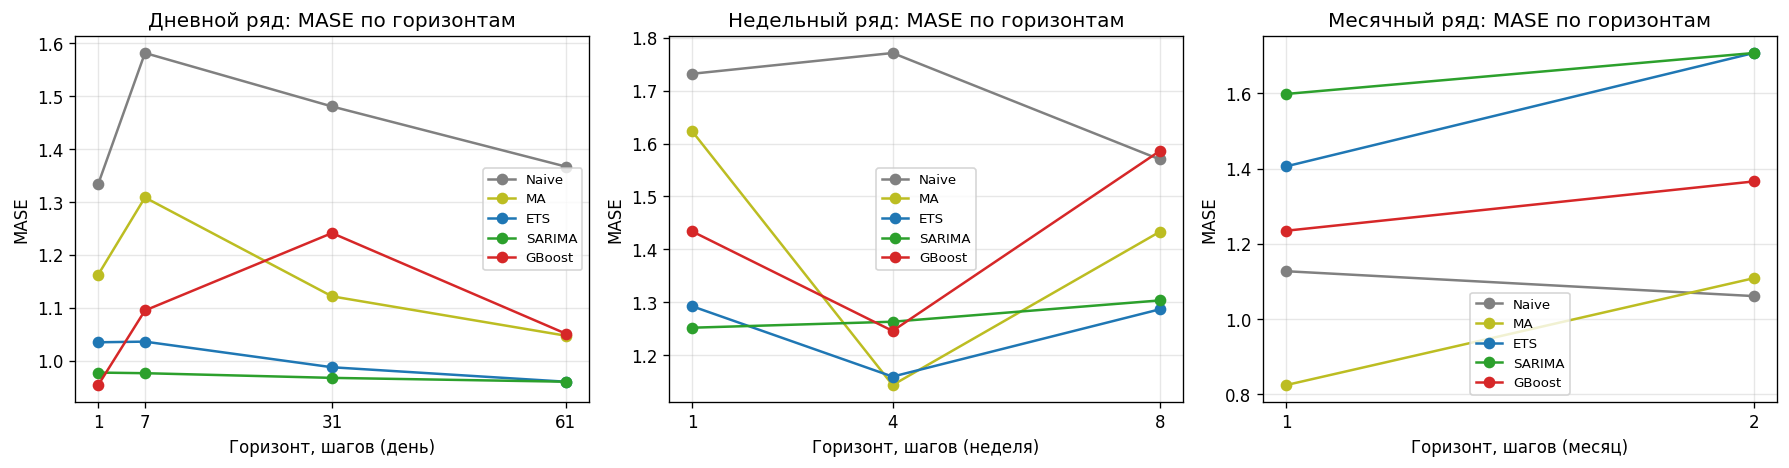 Дневной ряд: MASE по горизонтам
1.6
1.5
1.4
1.3
1.2
1.1
1.0
MASE
Naive
MA
ETS
SARIMA
GBoost
1 7 31 61
Горизонт, шагов (день)
Недельный ряд: MASE по горизонтам
1.8
1.7
1.6
1.5
1.4
1.3
1.2
MASE
Naive
MA
ETS
SARIMA
GBoost
1 4 8
Горизонт, шагов (неделя)
Месячный ряд: MASE по горизонтам
1.6
1.4
1.2
1.0
0.8
MASE
Naive
MA
ETS
SARIMA
GBoost
1 2
Горизонт, шагов (месяц)